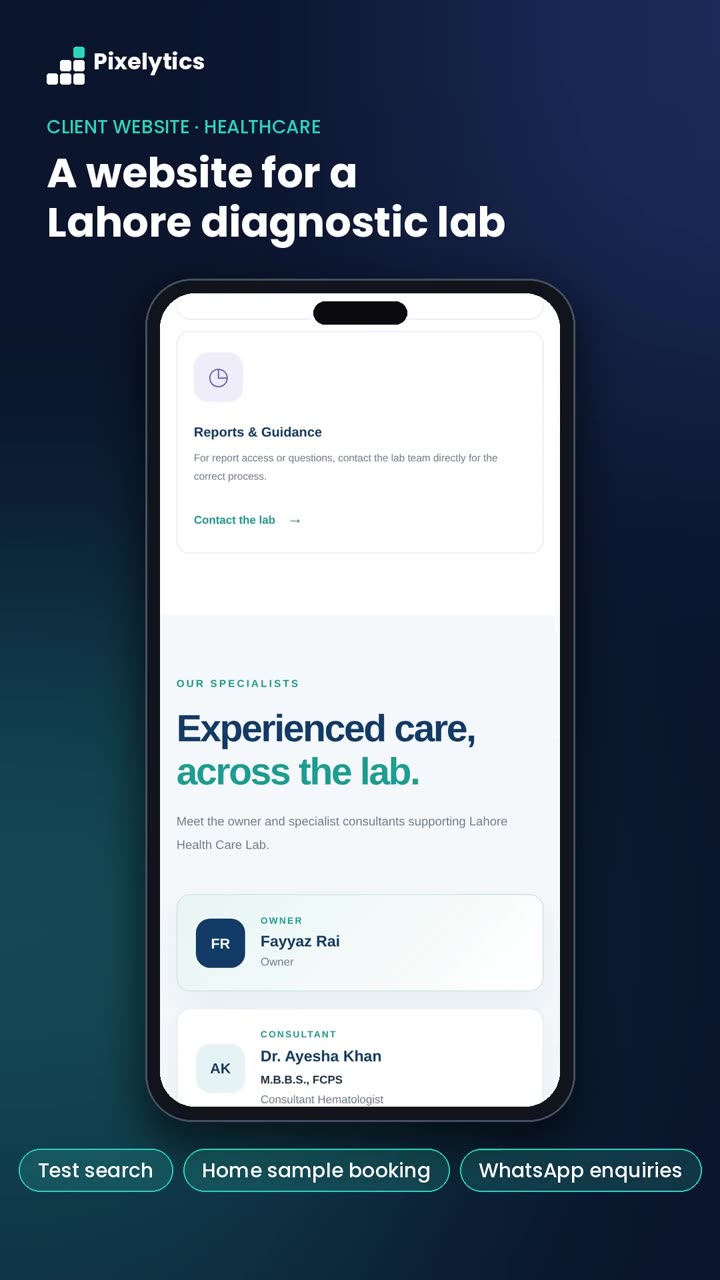 Pixelytics
CLIENT WEBSITE · HEALTHCARE
A website for a
Lahore diagnostic lab
Reports & Guidance
For report access or questions, contact the lab team directly for the
correct process.
Contact the lab →
OUR SPECIALISTS
Experienced care,
across the lab.
Meet the owner and specialist consultants supporting Lahore
Health Care Lab.
FR
OWNER
Fayyaz Rai
Owner
AK
CONSULTANT
Dr. Ayesha Khan
M.B.B.S., FCPS
Consultant Hematologist
Test search
Home sample booking
WhatsApp enquiries